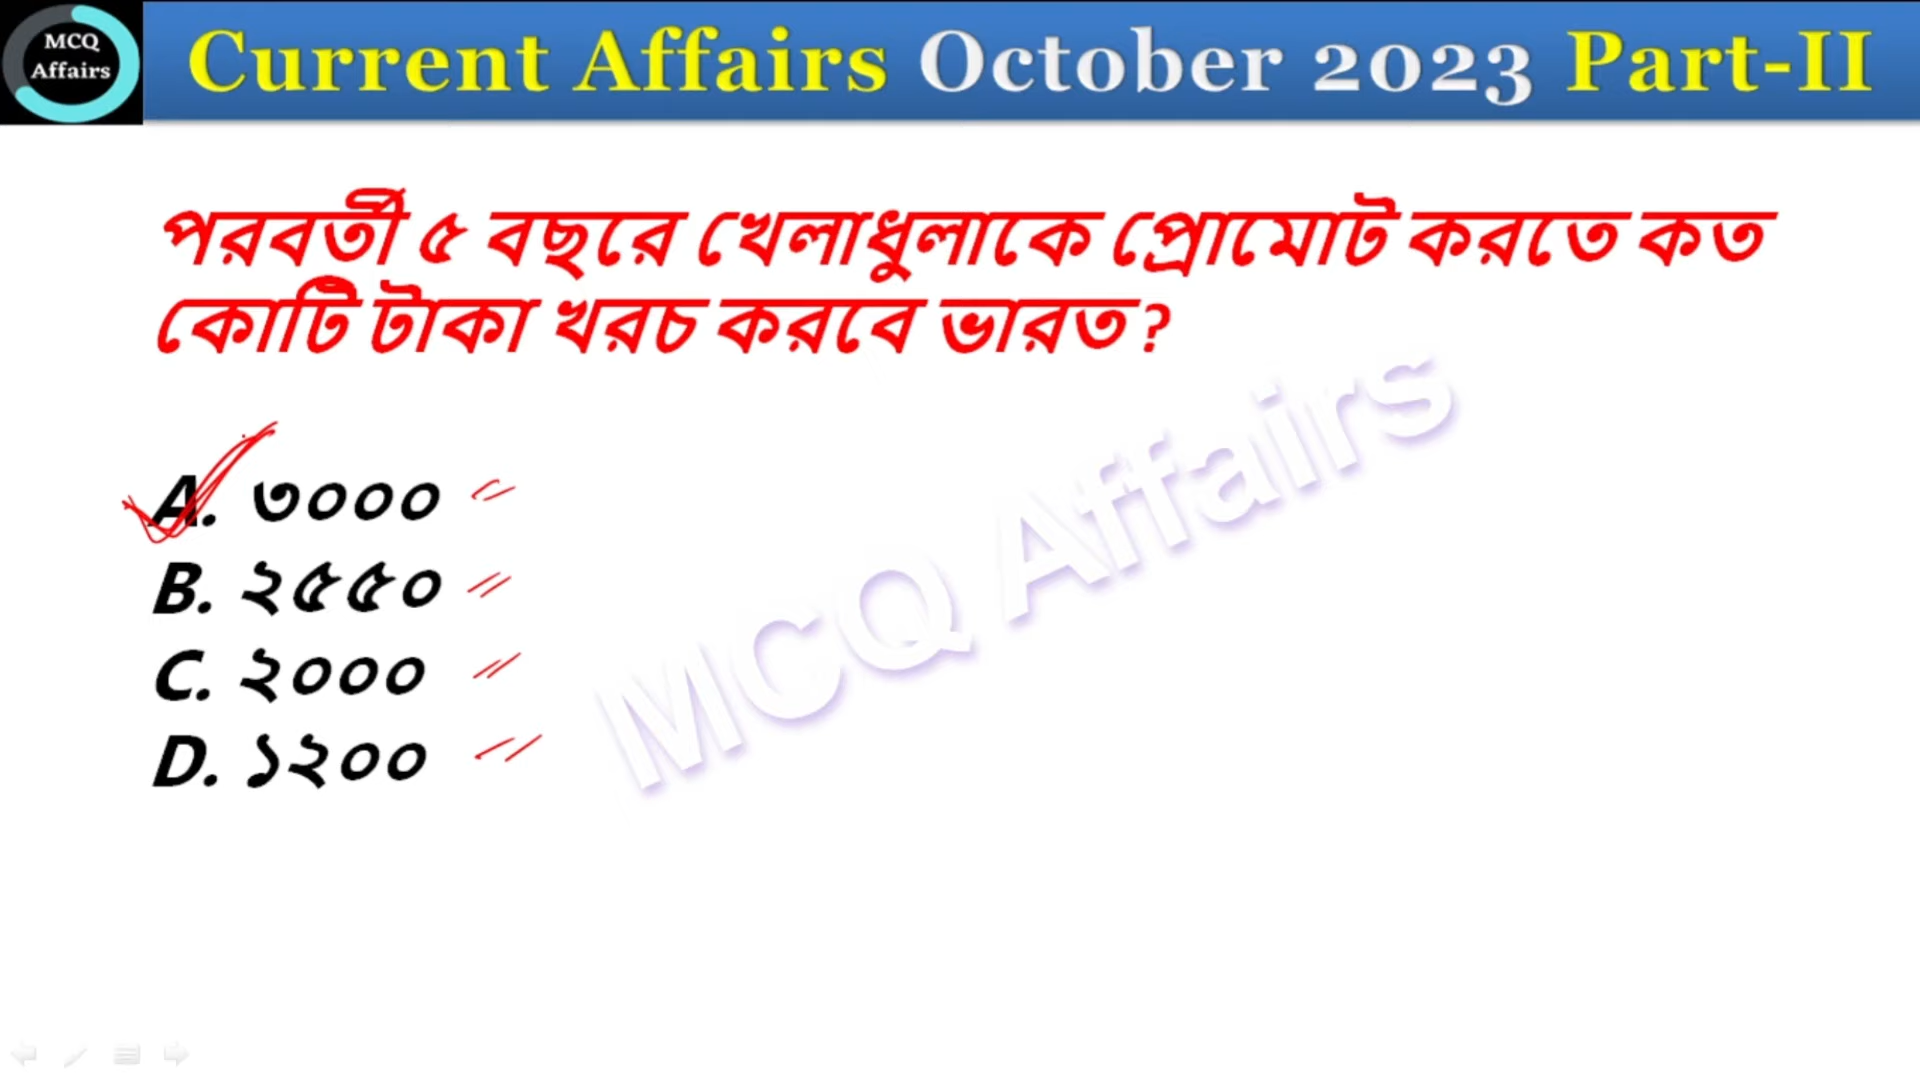 MCQ
Affairs
Current Affairs October 2023 Part-II
পরবর্তী ৫ বছরে খেলাধুলাকে প্রোমোট করতে কত
কোটি টাকা খরচ করবে ভারত?
A. ৩০০০
B. ২৫৫০
C. ২০০০
D. ১২০০
MCQ Affairs